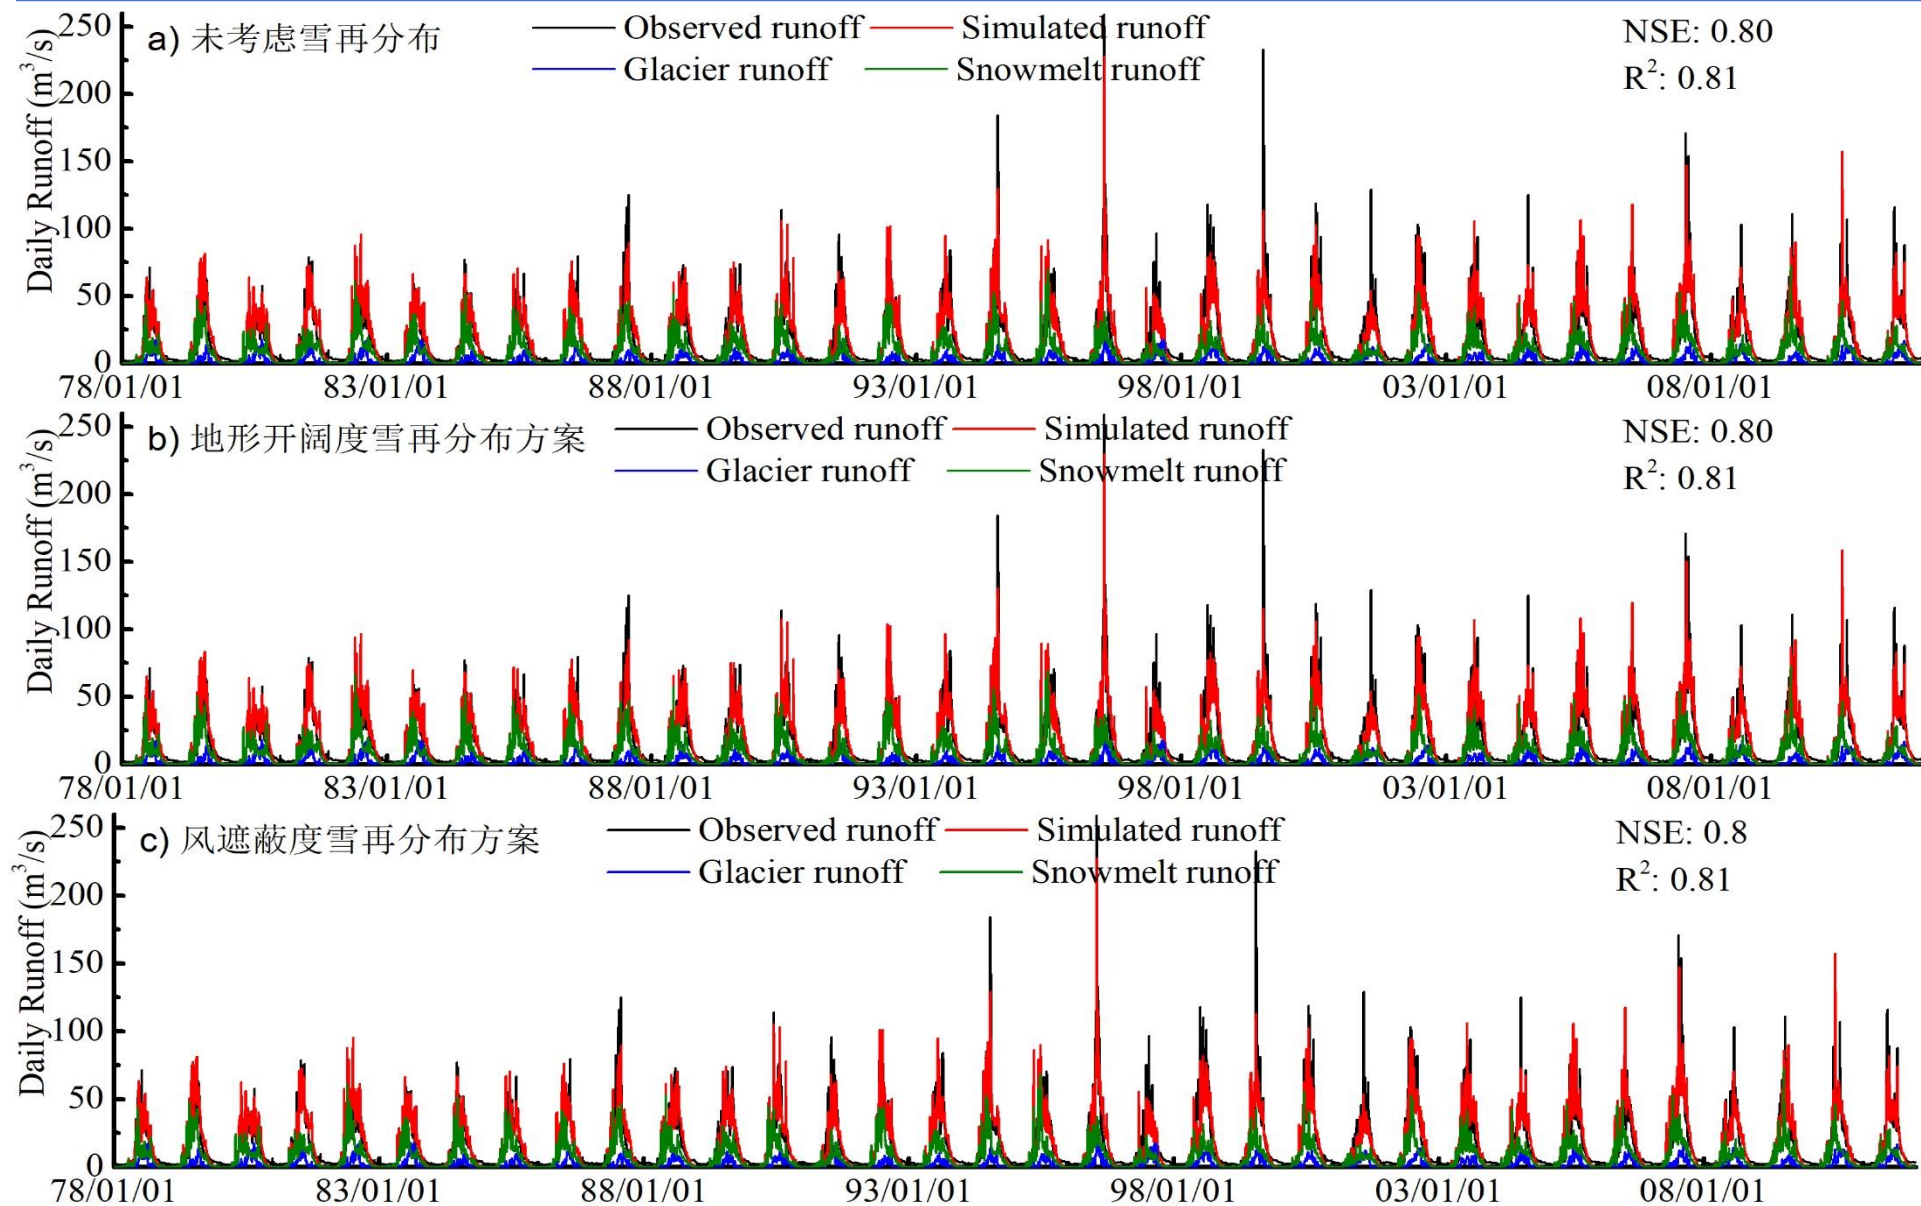 a) 未考虑雪再分布
Observed runoff
Simulated runoff
Glacier runoff
Snowmelt runoff
NSE: 0.80
R²: 0.81
Daily Runoff (m³/s)
250
200
150
100
50
0
78/01/01
83/01/01
88/01/01
93/01/01
98/01/01
03/01/01
08/01/01
b) 地形开阔度雪再分布方案
Observed runoff
Simulated runoff
Glacier runoff
Snowmelt runoff
NSE: 0.80
R²: 0.81
Daily Runoff (m³/s)
250
200
150
100
50
0
78/01/01
83/01/01
88/01/01
93/01/01
98/01/01
03/01/01
08/01/01
c) 风遮蔽度雪再分布方案
Observed runoff
Simulated runoff
Glacier runoff
Snowmelt runoff
NSE: 0.8
R²: 0.81
Daily Runoff (m³/s)
250
200
150
100
50
0
78/01/01
83/01/01
88/01/01
93/01/01
98/01/01
03/01/01
08/01/01